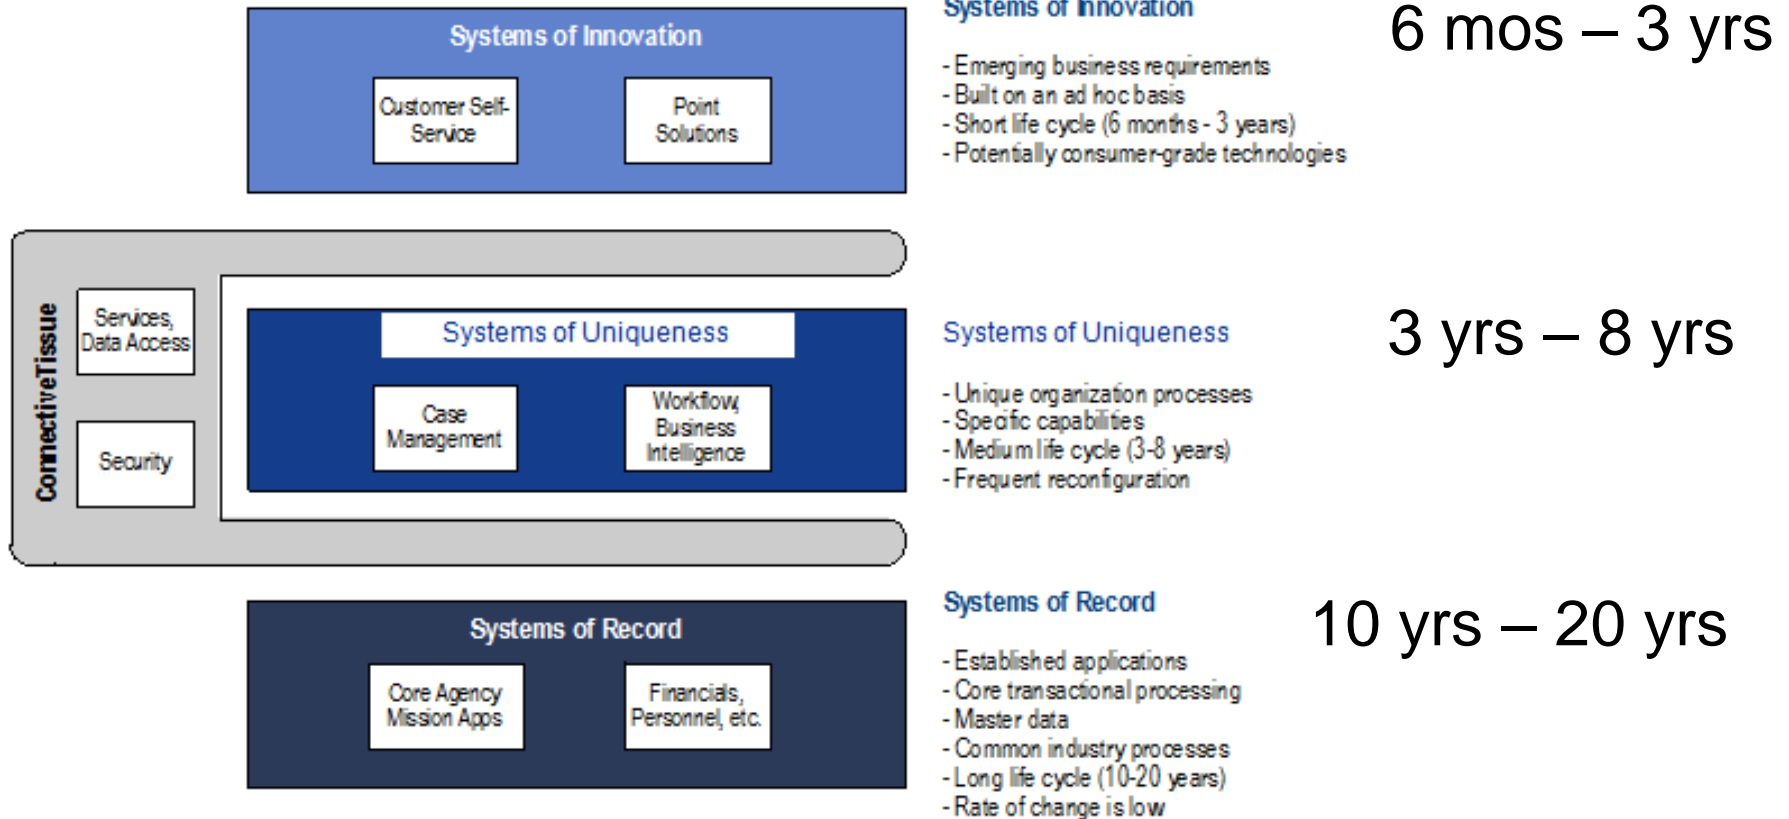 Systems of Innovation
Customer Self-
Service
Point
Solutions
Systems of Innovation
- Emerging business requirements
- Built on an ad hoc basis
- Short life cycle (6 months - 3 years)
- Potentially consumer-grade technologies
6 mos – 3 yrs
ConnectiveTissue
Services,
Data Access
Security
Systems of Uniqueness
Case
Management
Workflow,
Business
Intelligence
Systems of Uniqueness
- Unique organization processes
- Specific capabilities
- Medium life cycle (3-8 years)
- Frequent reconfiguration
3 yrs – 8 yrs
Systems of Record
Core Agency
Mission Apps
Financials,
Personnel, etc.
Systems of Record
- Established applications
- Core transactional processing
- Master data
- Common industry processes
- Long life cycle (10-20 years)
- Rate of change is low
10 yrs – 20 yrs